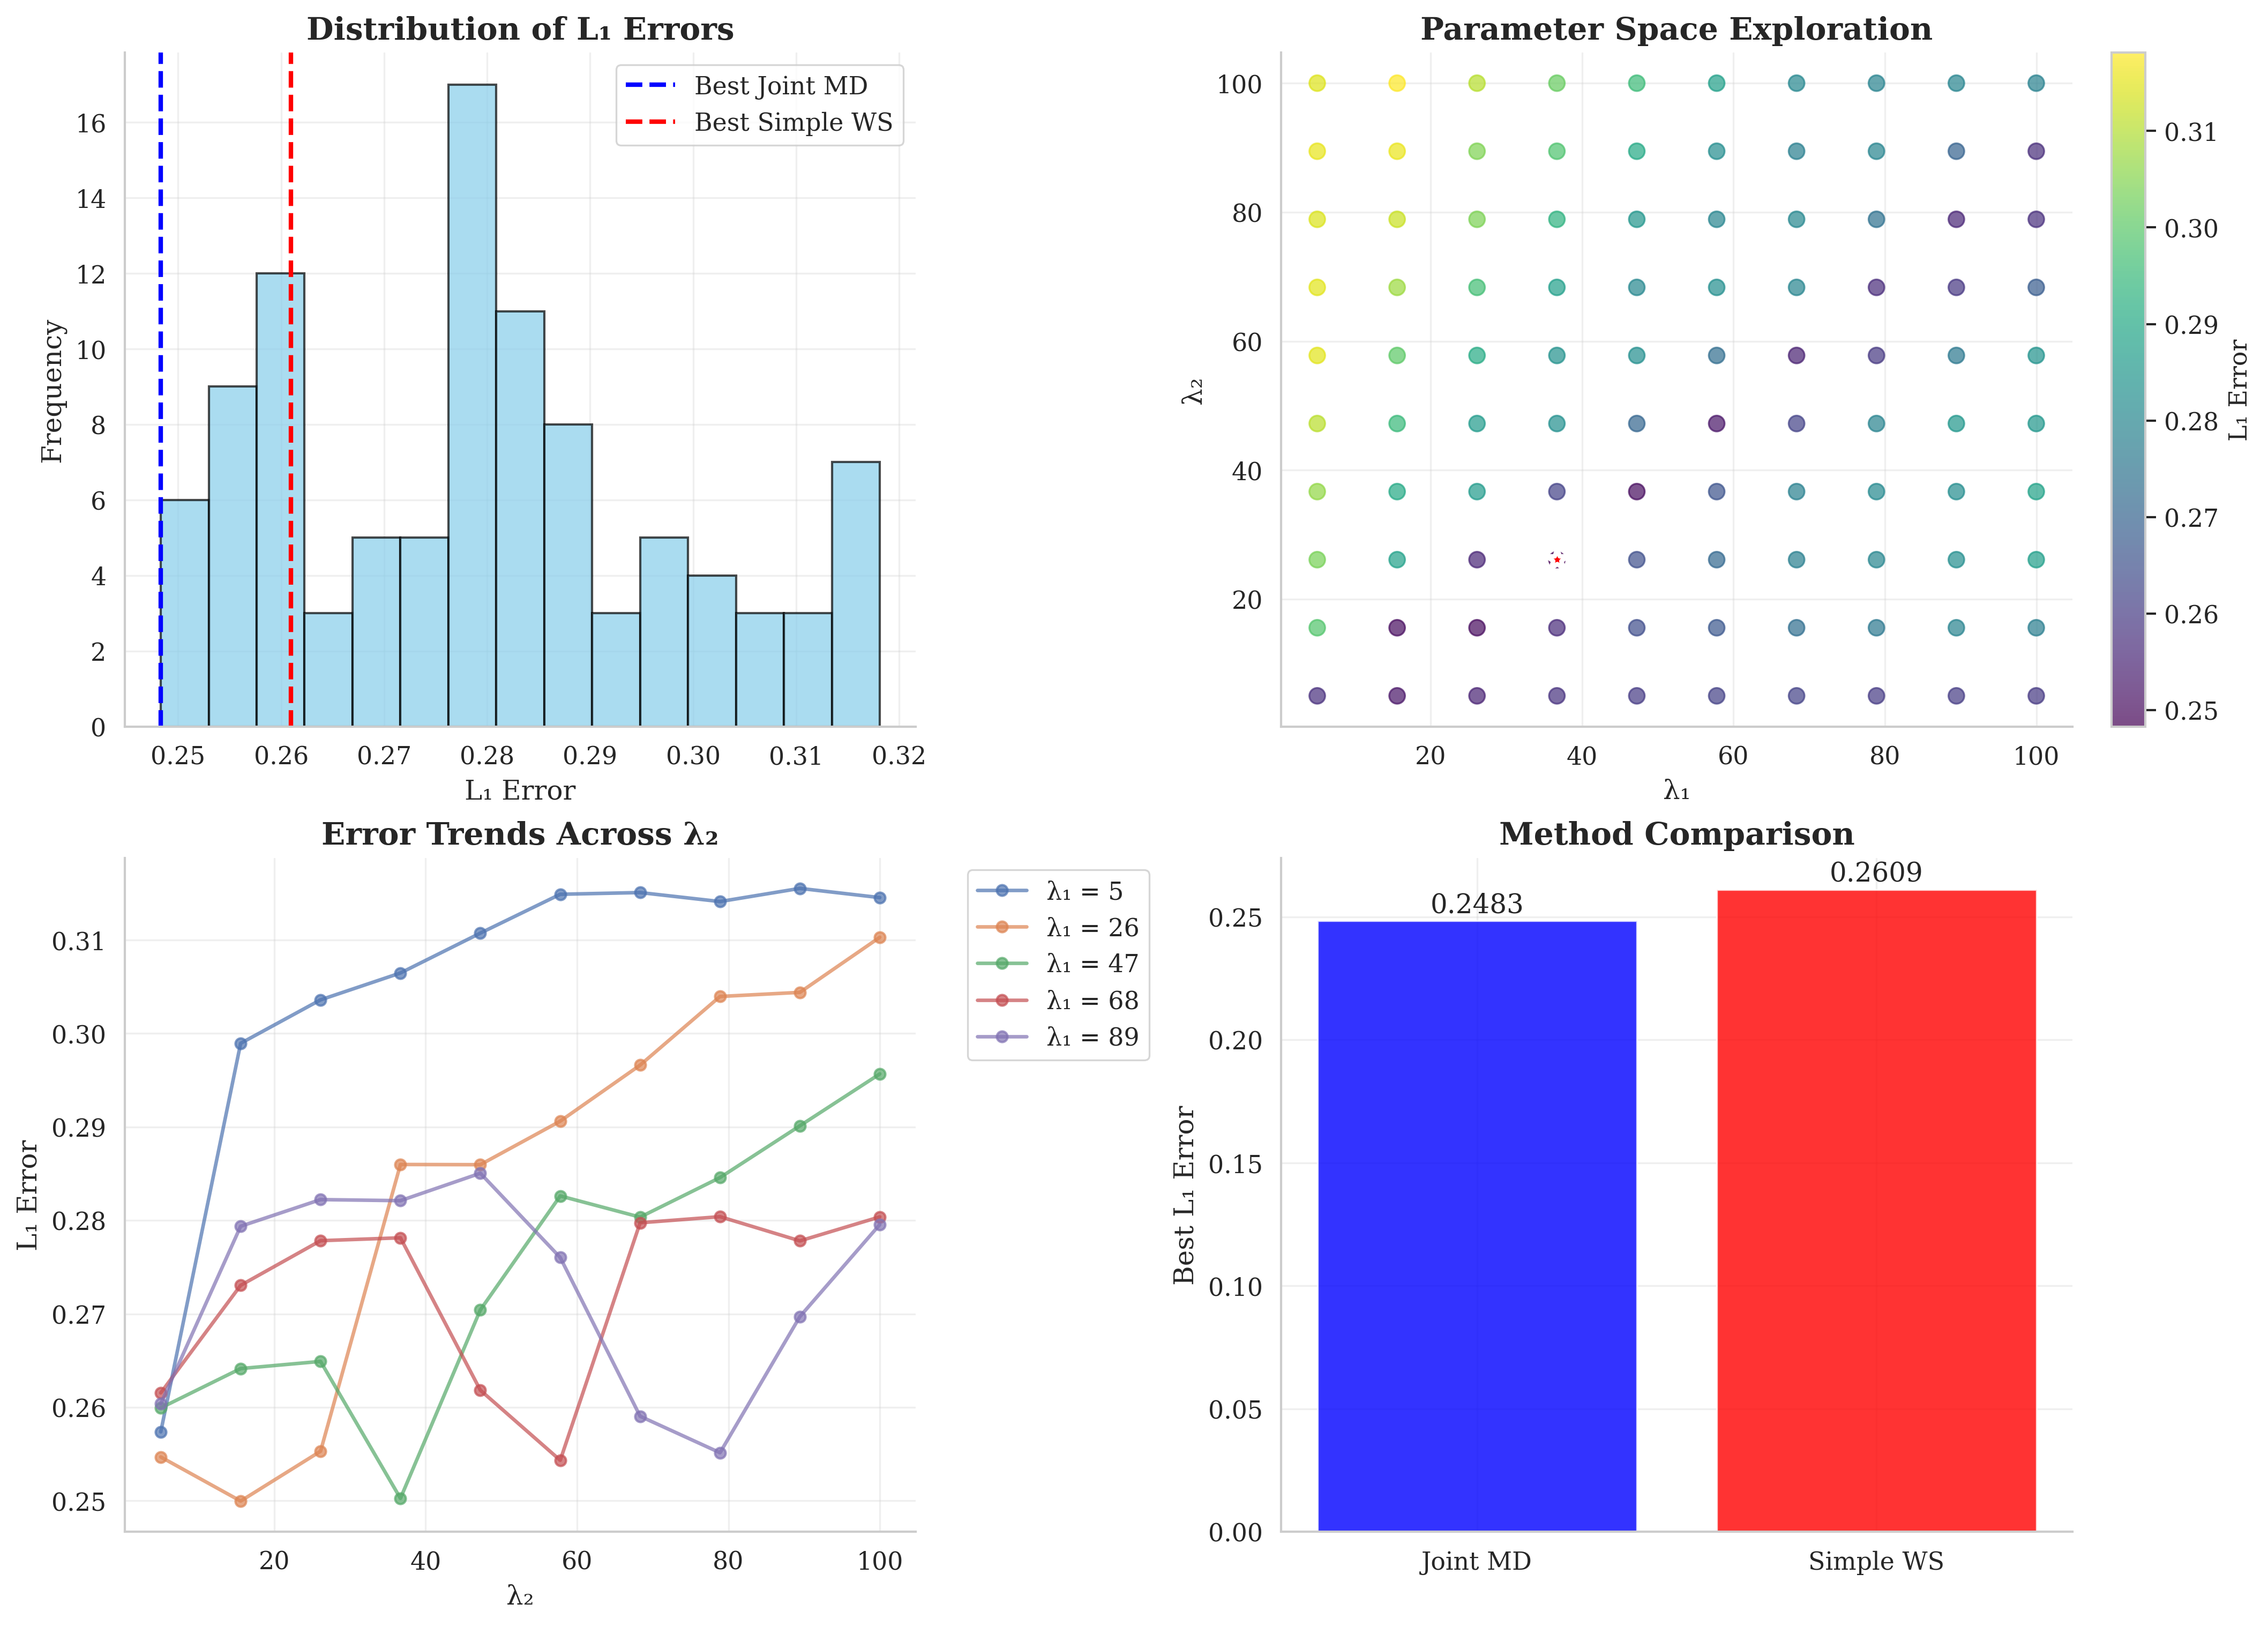 Distribution of L₁ Errors
Frequency
16
14
12
10
8
6
4
2
0
0.25 0.26 0.27 0.28 0.29 0.30 0.31 0.32
L₁ Error
Best Joint MD
Best Simple WS
Parameter Space Exploration
λ₂
100
80
60
40
20
20 40 60 80 100
λ₁
0.31
0.30
0.29
0.28
0.27
0.26
0.25
L₁ Error
Error Trends Across λ₂
L₁ Error
0.31
0.30
0.29
0.28
0.27
0.26
0.25
20 40 60 80 100
λ₂
λ₁ = 5
λ₁ = 26
λ₁ = 47
λ₁ = 68
λ₁ = 89
Method Comparison
Best L₁ Error
0.25
0.20
0.15
0.10
0.05
0.00
0.2483
0.2609
Joint MD Simple WS